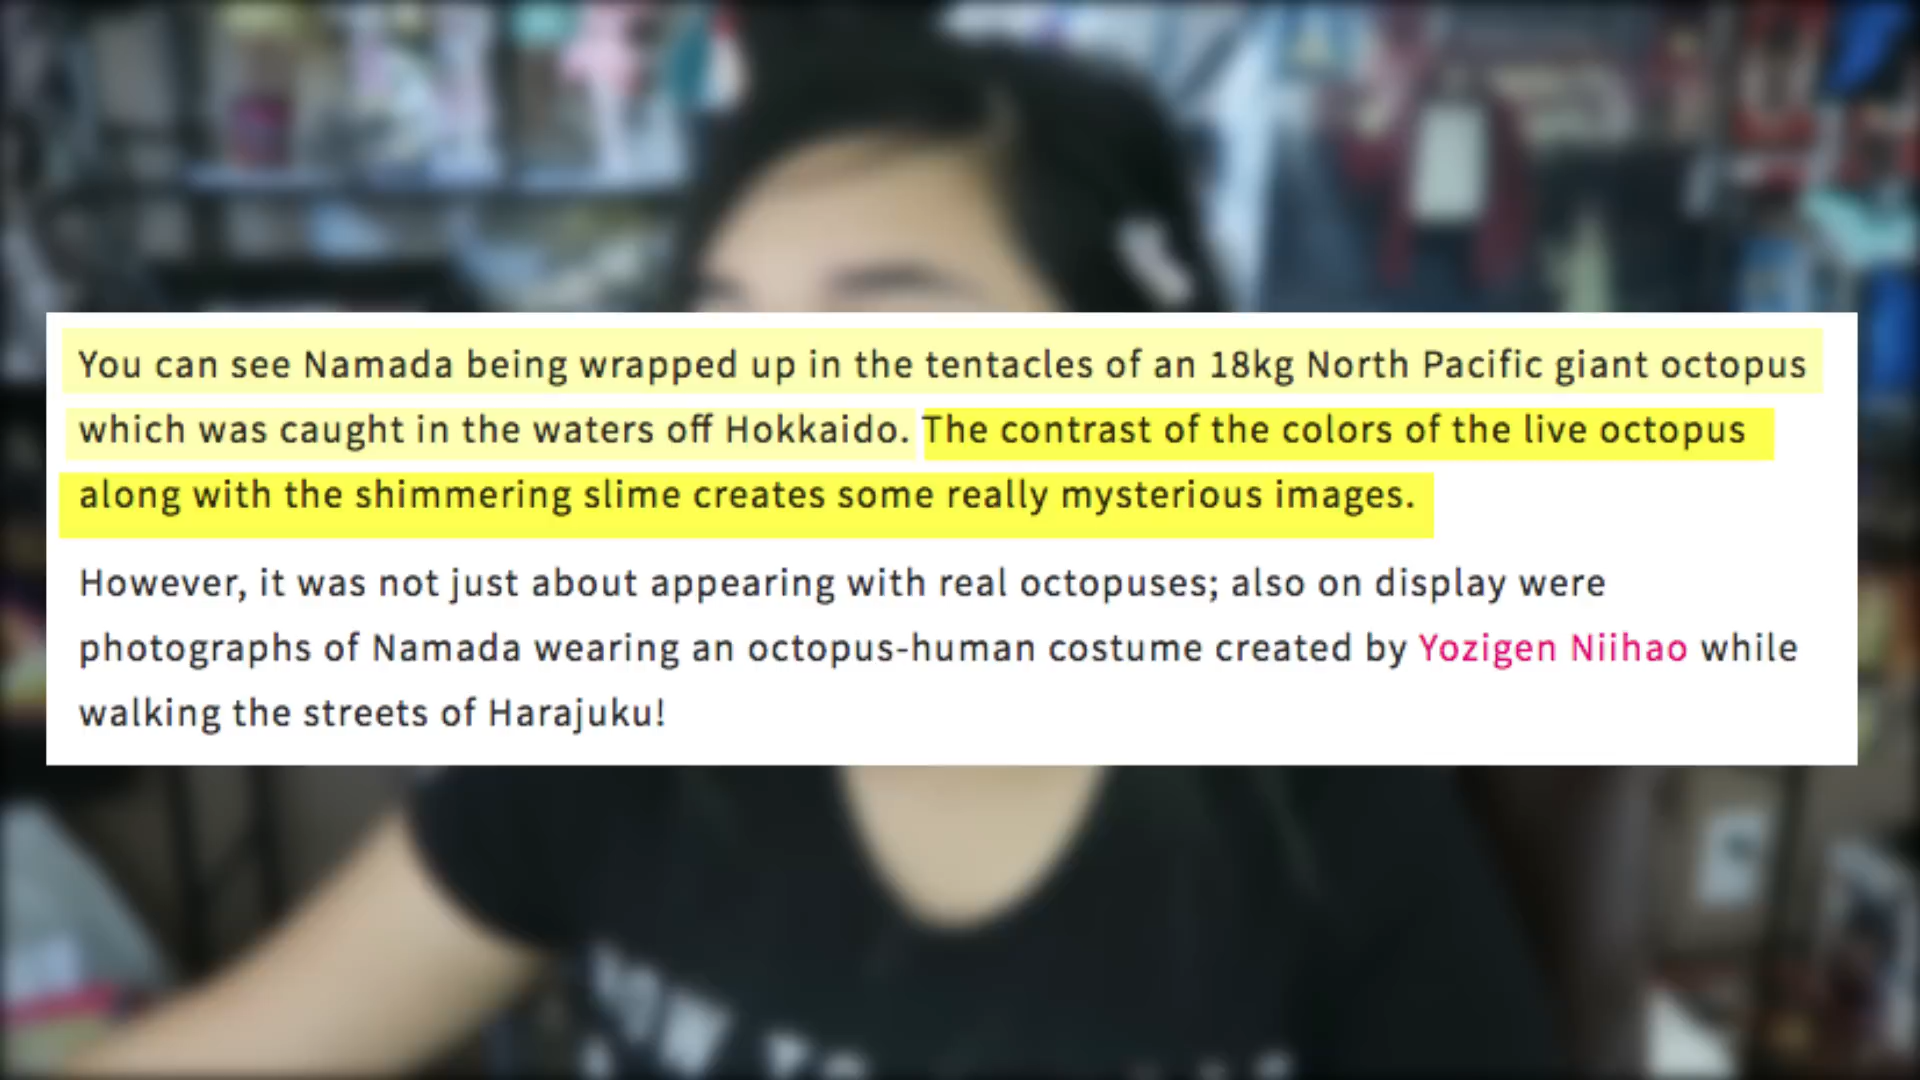 You can see Namada being wrapped up in the tentacles of an 18kg North Pacific giant octopus
which was caught in the waters off Hokkaido. The contrast of the colors of the live octopus
along with the shimmering slime creates some really mysterious images.
However, it was not just about appearing with real octopuses; also on display were
photographs of Namada wearing an octopus-human costume created by Yozigen Niihao while
walking the streets of Harajuku!